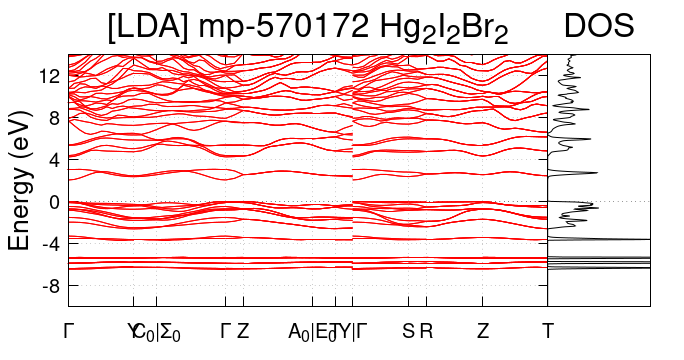 [LDA] mp-570172 Hg₂I₂Br₂ DOS
Energy (eV)
12
8
4
0
-4
-8
Γ Y C₀|Σ₀ Γ Z A₀|E₀ T Y|Γ S R Z T